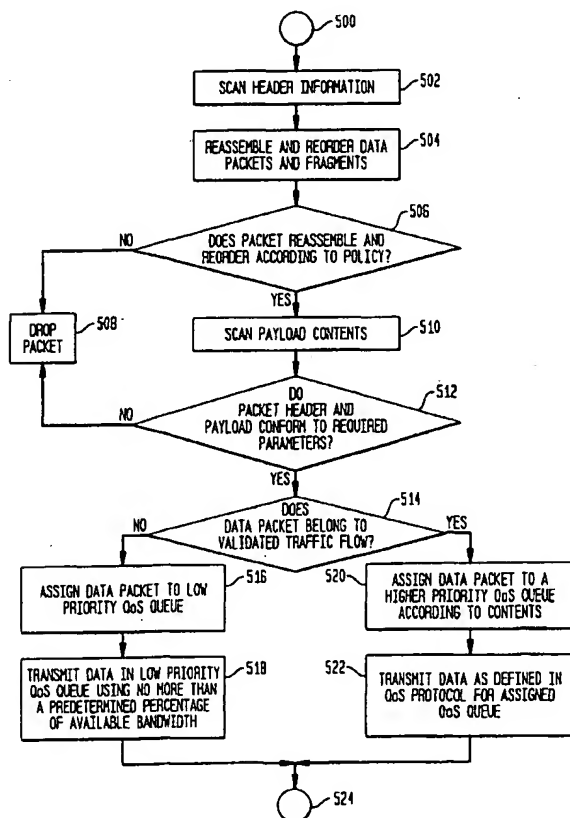 500
SCAN HEADER INFORMATION
502
REASSEMBLE AND REORDER DATA
PACKETS AND FRAGMENTS
504
506
NO
DOES PACKET REASSEMBLE AND
REORDER ACCORDING TO POLICY?
YES
DROP
PACKET
508
SCAN PAYLOAD CONTENTS
510
512
NO
DO
PACKET HEADER AND
PAYLOAD CONFORM TO REQUIRED
PARAMETERS?
YES
514
NO
DOES
DATA PACKET BELONG TO
VALIDATED TRAFFIC FLOW?
YES
ASSIGN DATA PACKET TO LOW
PRIORITY QoS QUEUE
516
520
ASSIGN DATA PACKET TO A
HIGHER PRIORITY QoS QUEUE
ACCORDING TO CONTENTS
TRANSMIT DATA IN LOW PRIORITY
QoS QUEUE USING NO MORE THAN
A PREDETERMINED PERCENTAGE
OF AVAILABLE BANDWIDTH
518
522
TRANSMIT DATA AS DEFINED IN
QoS PROTOCOL FOR ASSIGNED
QoS QUEUE
524